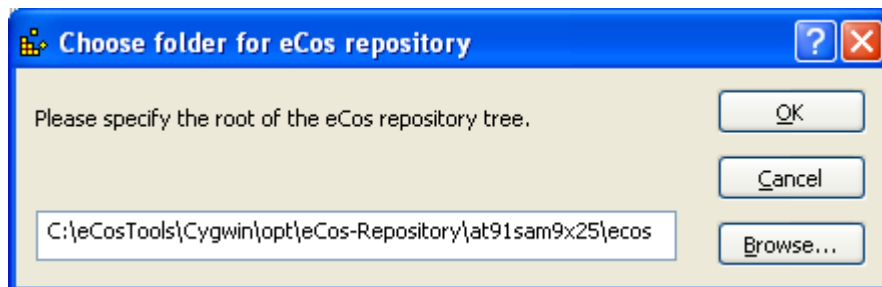 Choose folder for eCos repository
Please specify the root of the eCos repository tree.
OK
Cancel
C:\eCosTools\Cygwin\opt\eCos-Repository\at91sam9x25\ecos
Browse...